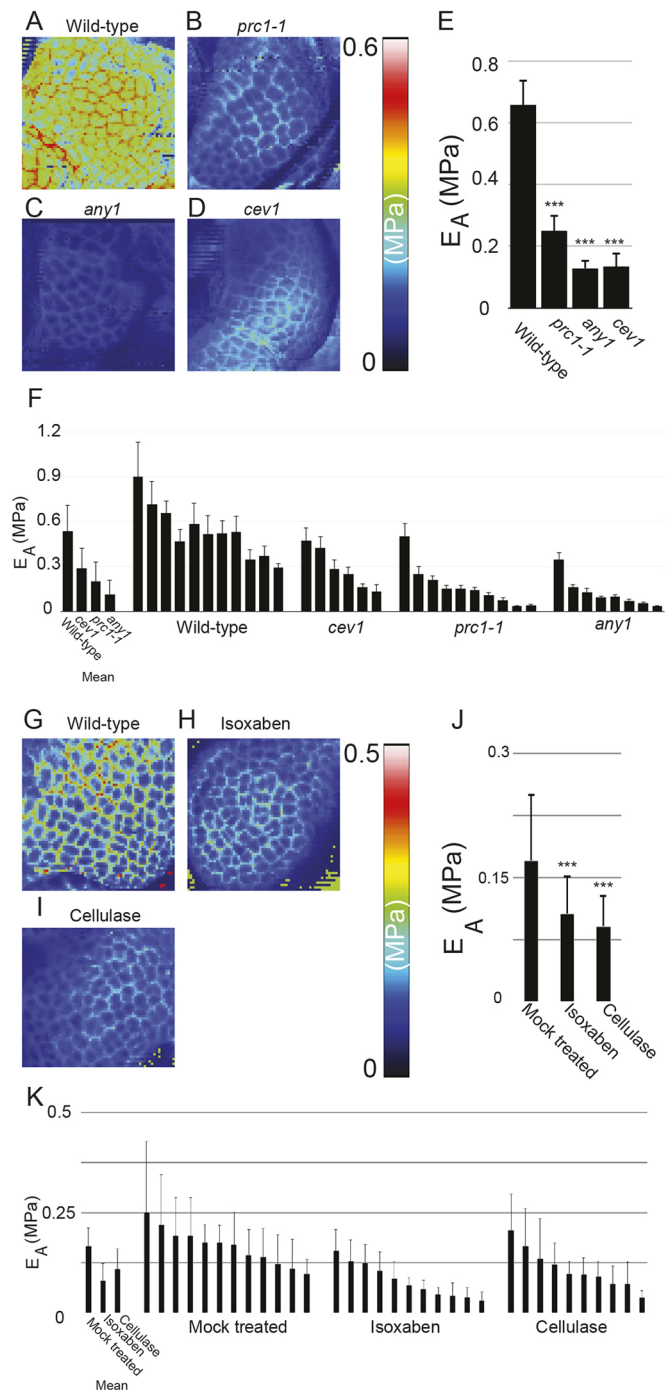 A Wild-type
B prc1-1
C any1
D cev1
0.6
(MPa)
0
E
0.8
0.6
0.4
0.2
0
E A (MPa)
***
***
***
Wild-type
prc1-1
any1
cev1
F
1.2
0.9
0.6
0.3
0
E A (MPa)
Wild-type
cev1
prc1-1
any1
Mean
Wild-type
cev1
prc1-1
any1
G Wild-type
H Isoxaben
I Cellulase
0.5
(MPa)
0
J
0.3
0.15
0
E A (MPa)
***
***
Mock treated
Isoxaben
Cellulase
K
0.5
0.25
0
E A (MPa)
Mock treated
Isoxaben
Cellulase
Mean
Mock treated
Isoxaben
Cellulase